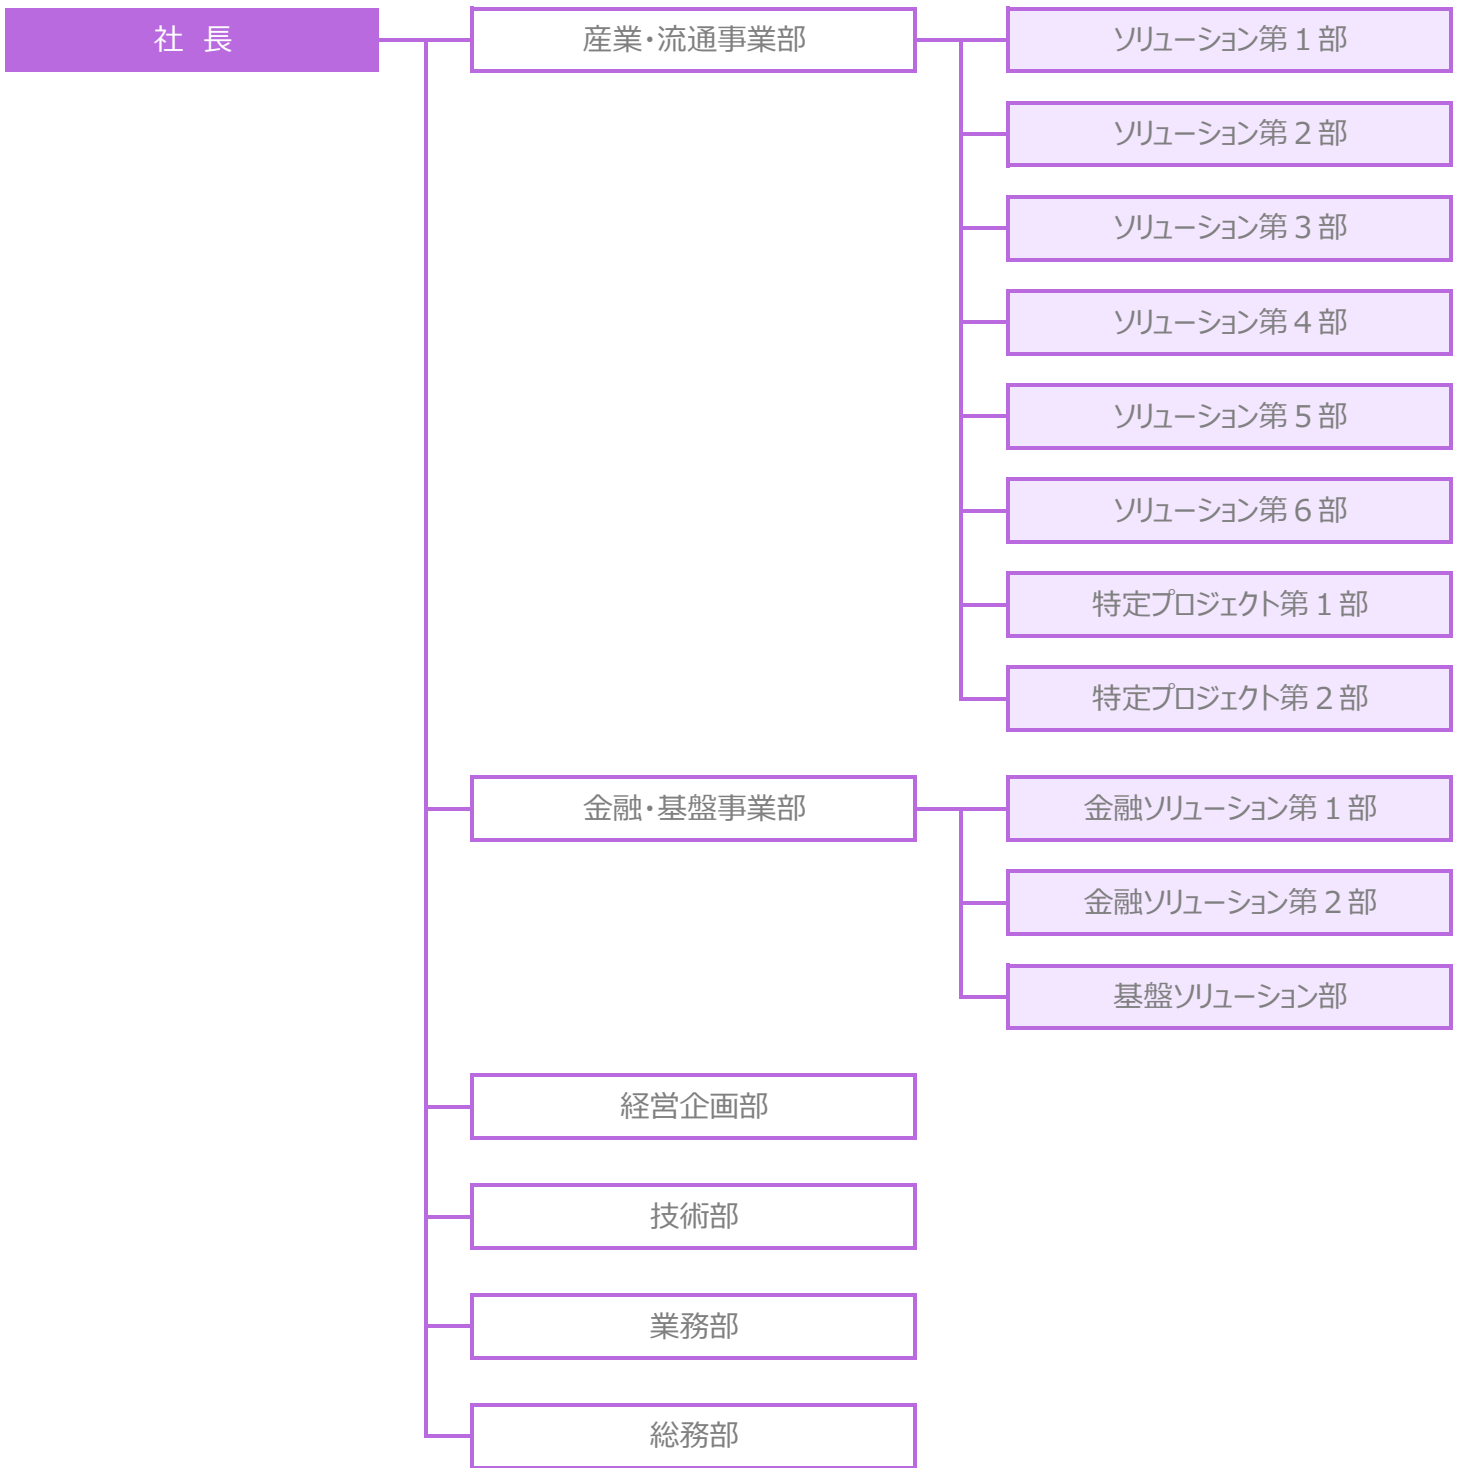 社 長
産業・流通事業部
ソリューション第１部
ソリューション第２部
ソリューション第３部
ソリューション第４部
ソリューション第５部
ソリューション第６部
特定プロジェクト第１部
特定プロジェクト第２部
金融・基盤事業部
金融ソリューション第１部
金融ソリューション第２部
基盤ソリューション部
経営企画部
技術部
業務部
総務部